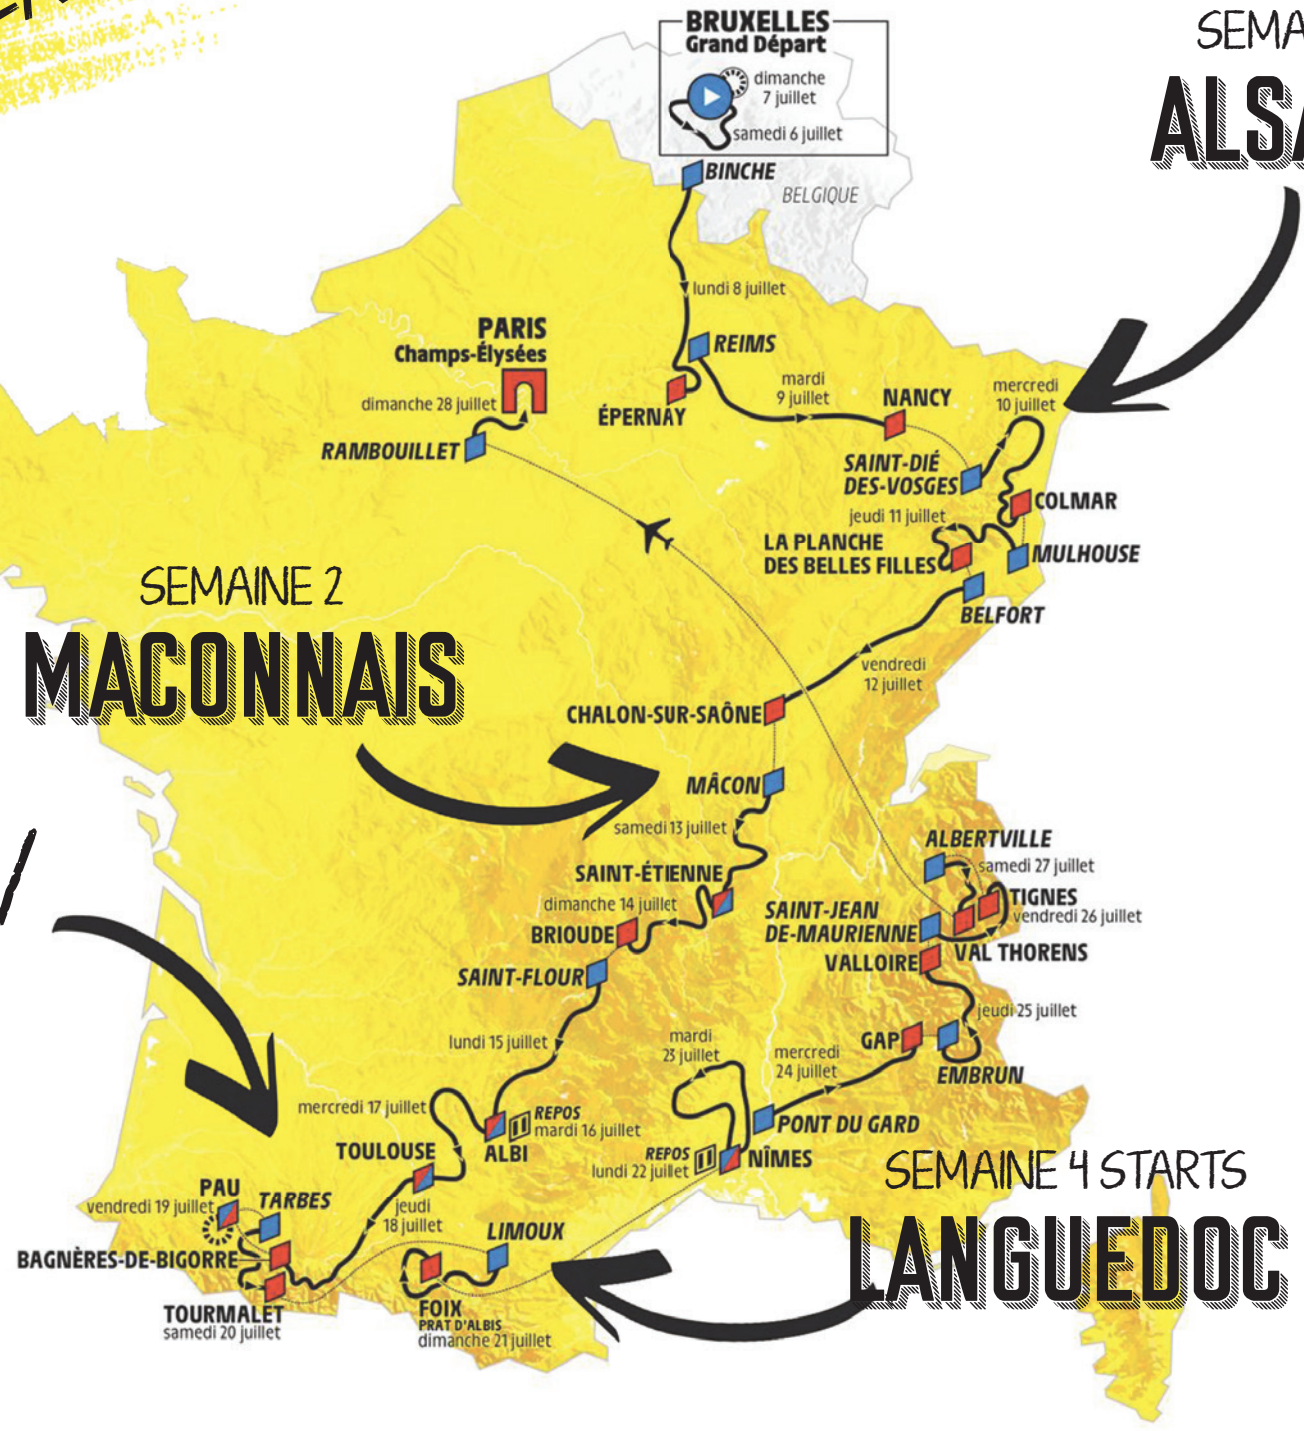 BRUXELLES
Grand Départ
dimanche
7 juillet
samedi 6 juillet
BINCHE
BELGIQUE
lundi 8 juillet
REIMS
ÉPERNAY
mardi
9 juillet
NANCY
PARIS
Champs-Élysées
dimanche 28 juillet
RAMBOUILLET
mercredi
10 juillet
SAINT-DIÉ
DES-VOSGES
COLMAR
jeudi 11 juillet
LA PLANCHE
DES BELLES FILLES
MULHOUSE
BELFORT
vendredi
12 juillet
SEMAINE 2
MACONNAIS
CHALON-SUR-SAÔNE
MÂCON
samedi 13 juillet
SAINT-ÉTIENNE
dimanche 14 juillet
BRIOUDE
SAINT-FLOUR
lundi 15 juillet
ALBERTVILLE
samedi 27 juillet
TIGNES
vendredi 26 juillet
SAINT-JEAN
DE-MAURIENNE
VAL THORENS
VALLOIRE
jeudi 25 juillet
GAP
EMBRUN
mardi
23 juillet
mercredi
24 juillet
PONT DU GARD
mercredi 17 juillet
REPOS
mardi 16 juillet
ALBI
TOULOUSE
REPOS
lundi 22 juillet
NÎMES
SEMAINE 4 STARTS
LANGUEDOC
PAU
vendredi 19 juillet
TARBES
jeudi
18 juillet
LIMOUX
BAGNÈRES-DE-BIGORRE
TOURMALET
samedi 20 juillet
FOIX
PRAT D'ALBIS
dimanche 21 juillet
SEMA
ALSA